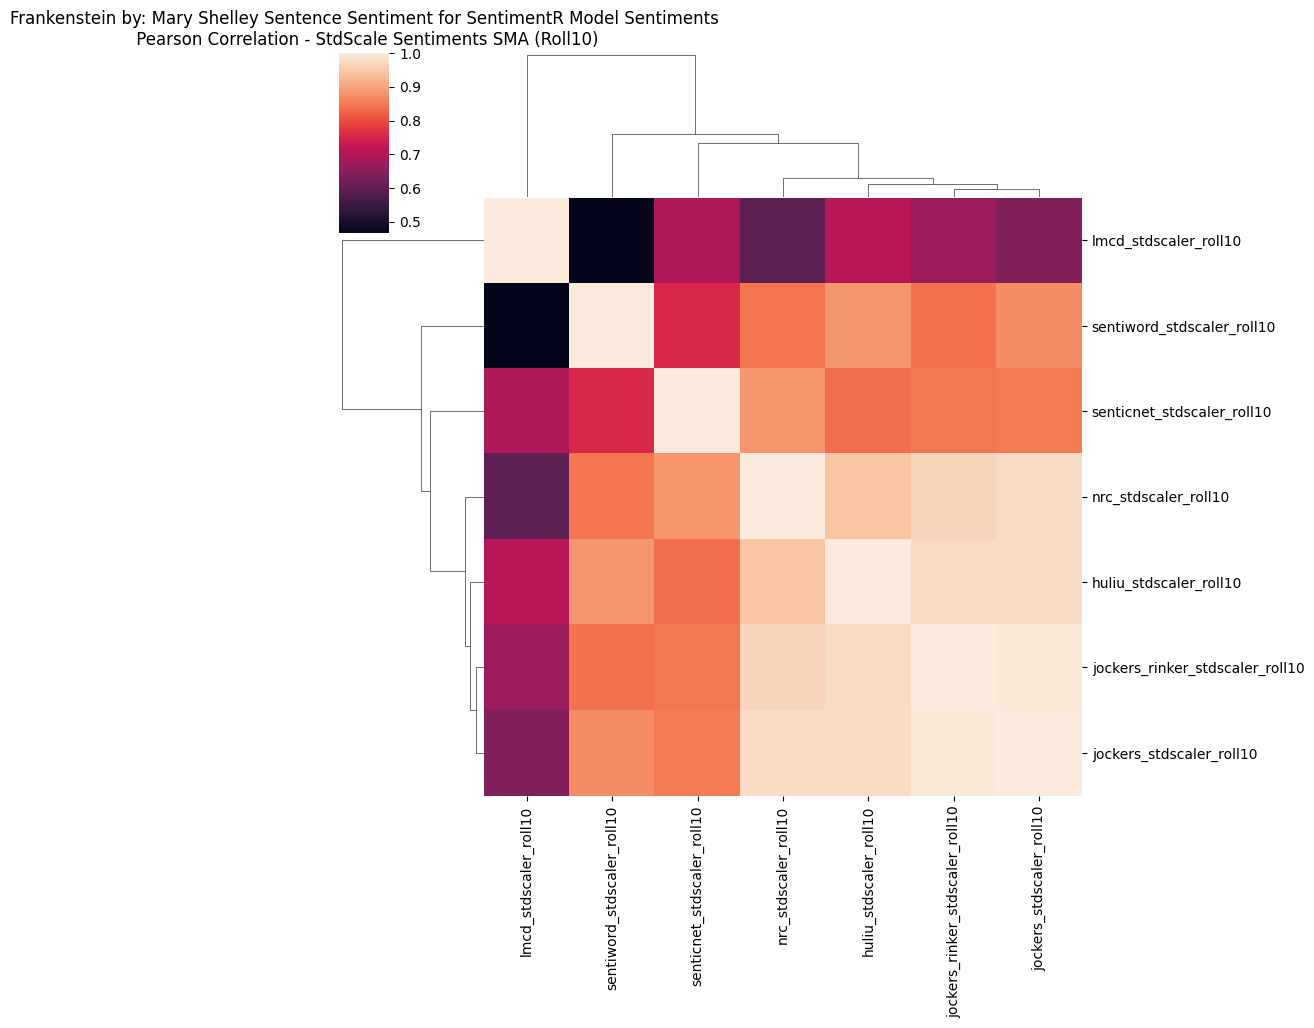 Frankenstein by: Mary Shelley Sentence Sentiment for SentimentR Model Sentiments
Pearson Correlation - StdScale Sentiments SMA (Roll10)
1.0
0.9
0.8
0.7
0.6
0.5
lmcd_stdscaler_roll10
sentiword_stdscaler_roll10
senticnet_stdscaler_roll10
nrc_stdscaler_roll10
huliu_stdscaler_roll10
jockers_rinker_stdscaler_roll10
jockers_stdscaler_roll10
lmcd_stdscaler_roll10
sentiword_stdscaler_roll10
senticnet_stdscaler_roll10
nrc_stdscaler_roll10
huliu_stdscaler_roll10
jockers_rinker_stdscaler_roll10
jockers_stdscaler_roll10